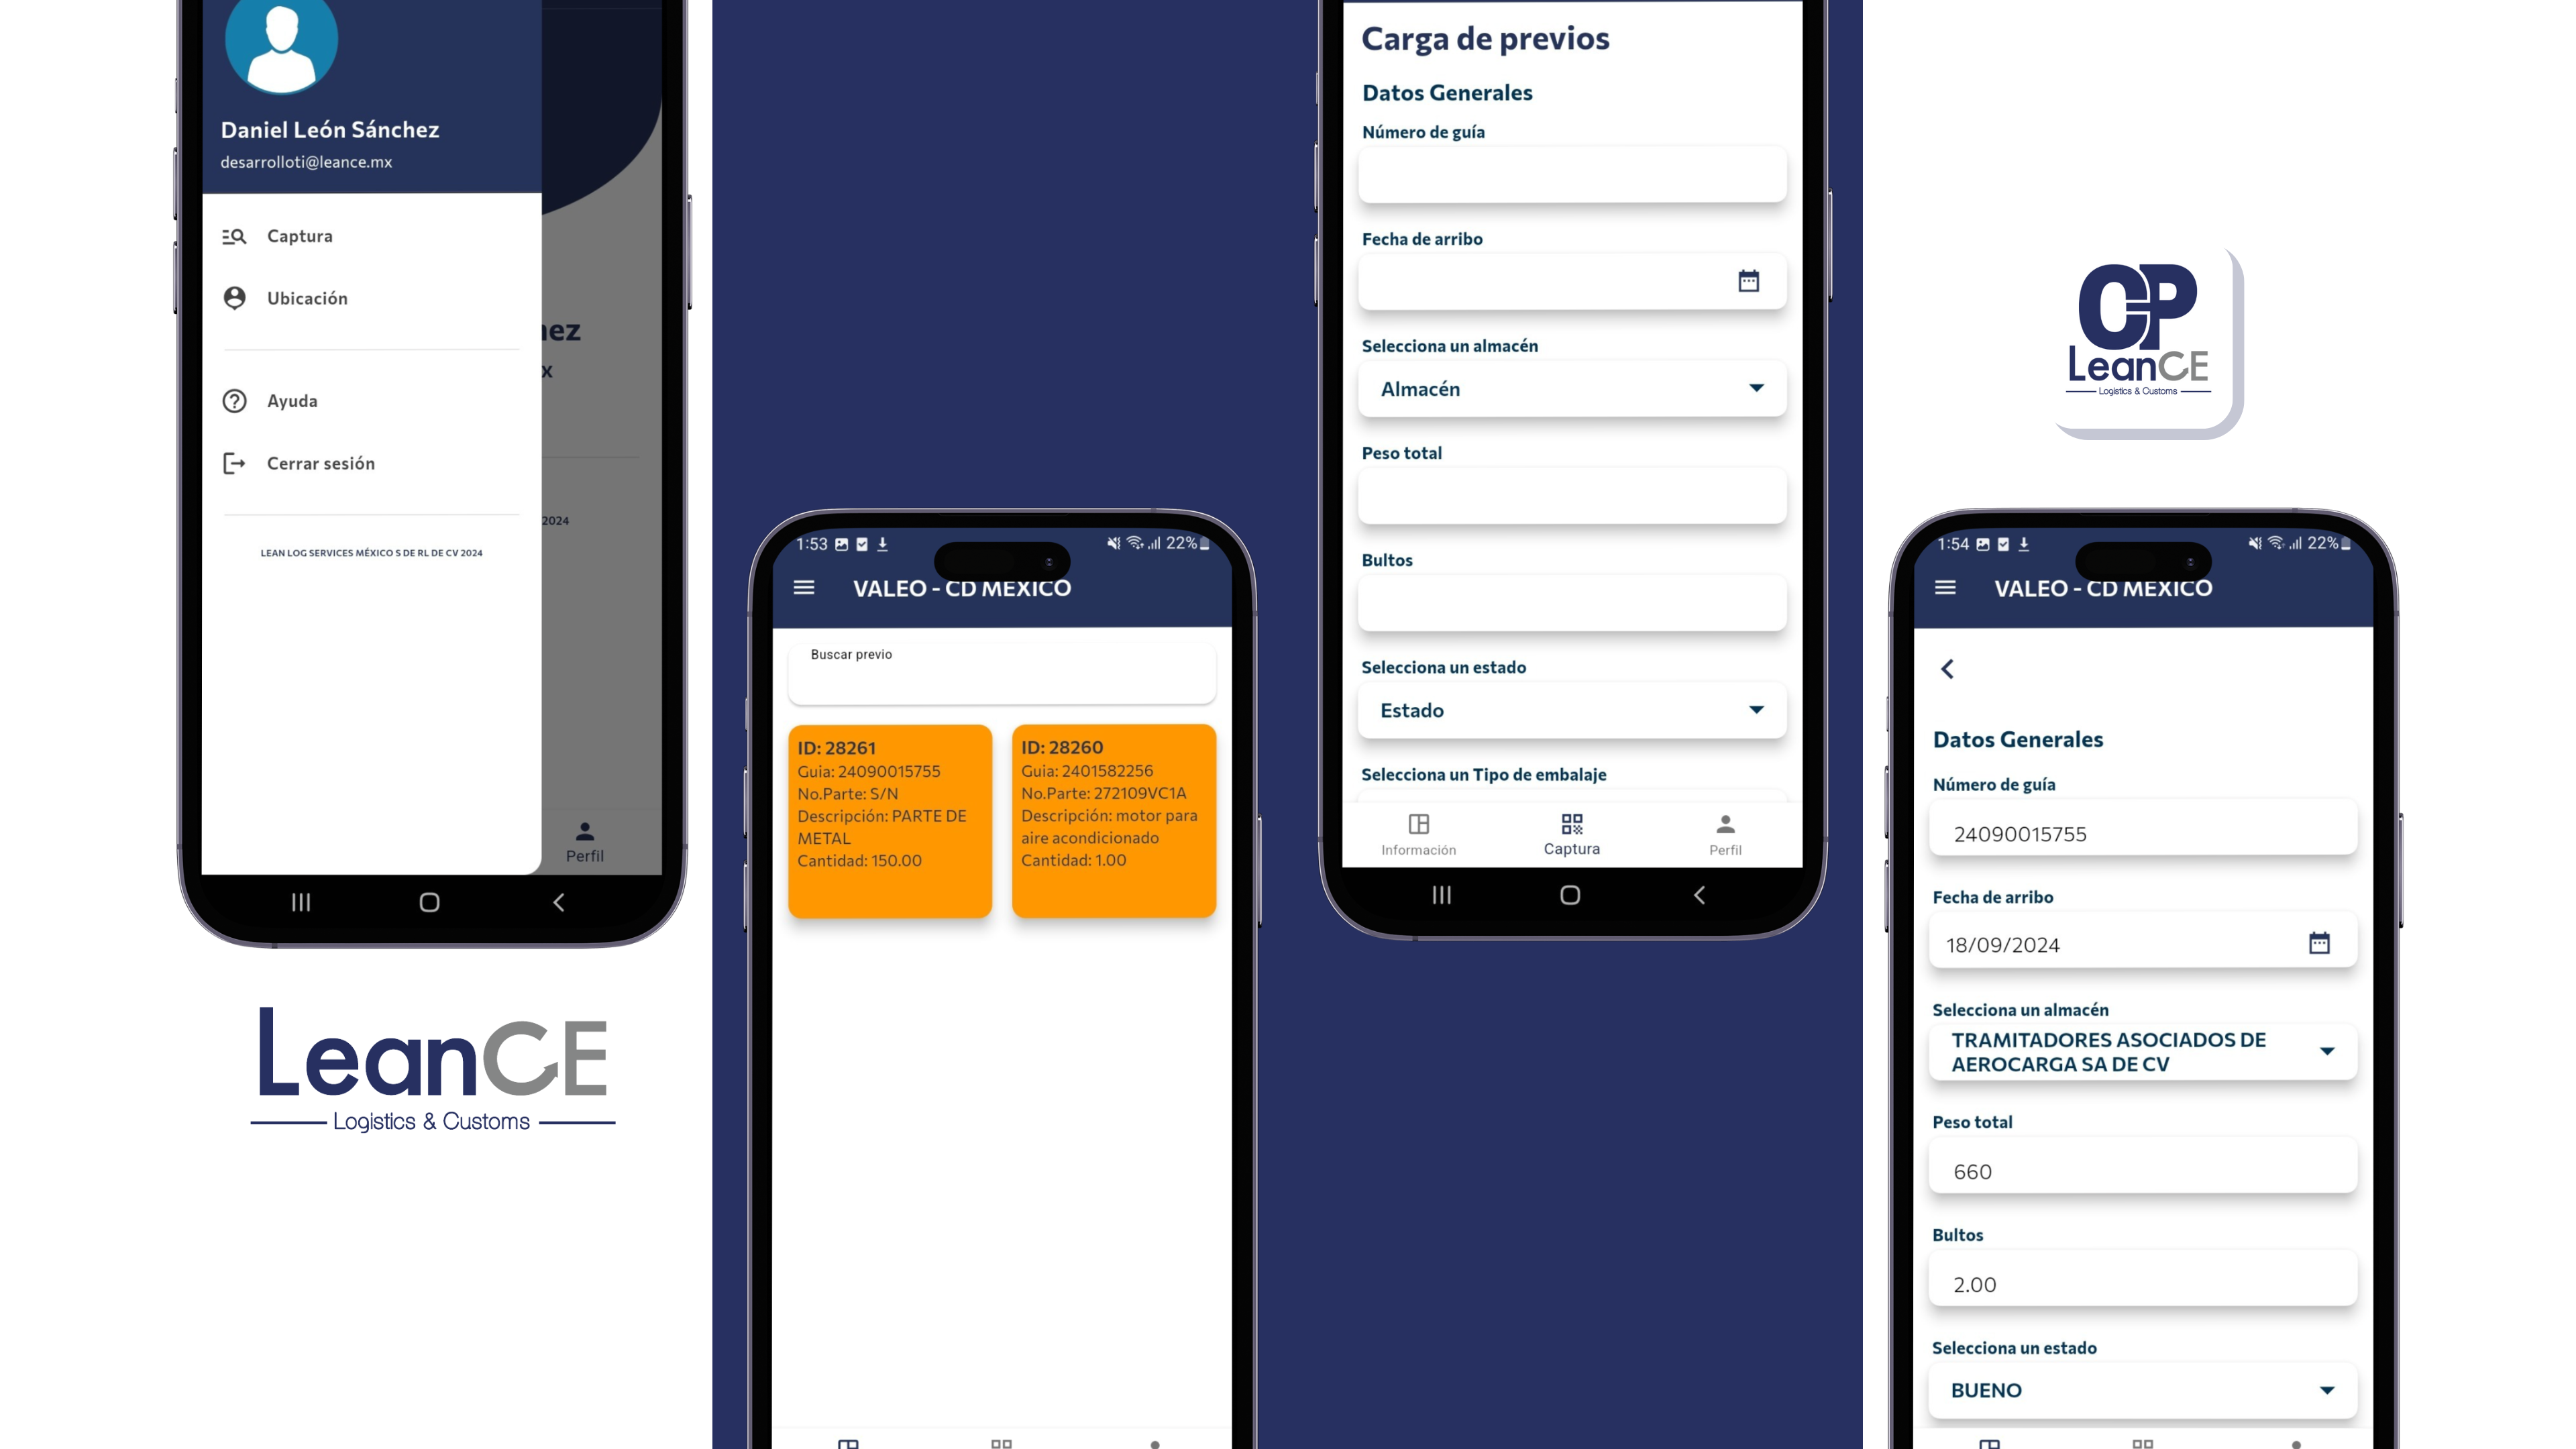 Daniel León Sánchez
desarrolloti@leance.mx
Captura
Ubicación
Ayuda
Cerrar sesión
LEAN LOG SERVICES MÉXICO S DE RL DE CV 2024
nez
x
2024
Perfil
LeanCE
Logistics & Customs
1:53
22%
VALEO - CD MEXICO
Buscar previo
ID: 28261
Guia: 24090015755
No.Parte: S/N
Descripción: PARTE DE
METAL
Cantidad: 150.00
ID: 28260
Guia: 2401582256
No.Parte: 272109VC1A
Descripción: motor para
aire acondicionado
Cantidad: 1.00
Carga de previos
Datos Generales
Número de guía
Fecha de arribo
Selecciona un almacén
Almacén
Peso total
Bultos
Selecciona un estado
Estado
Selecciona un Tipo de embalaje
Información
Captura
Perfil
CP
LeanCE
Logistics & Customs
1:54
22%
VALEO - CD MEXICO
Datos Generales
Número de guía
24090015755
Fecha de arribo
18/09/2024
Selecciona un almacén
TRAMITADORES ASOCIADOS DE
AEROCARGA SA DE CV
Peso total
660
Bultos
2.00
Selecciona un estado
BUENO